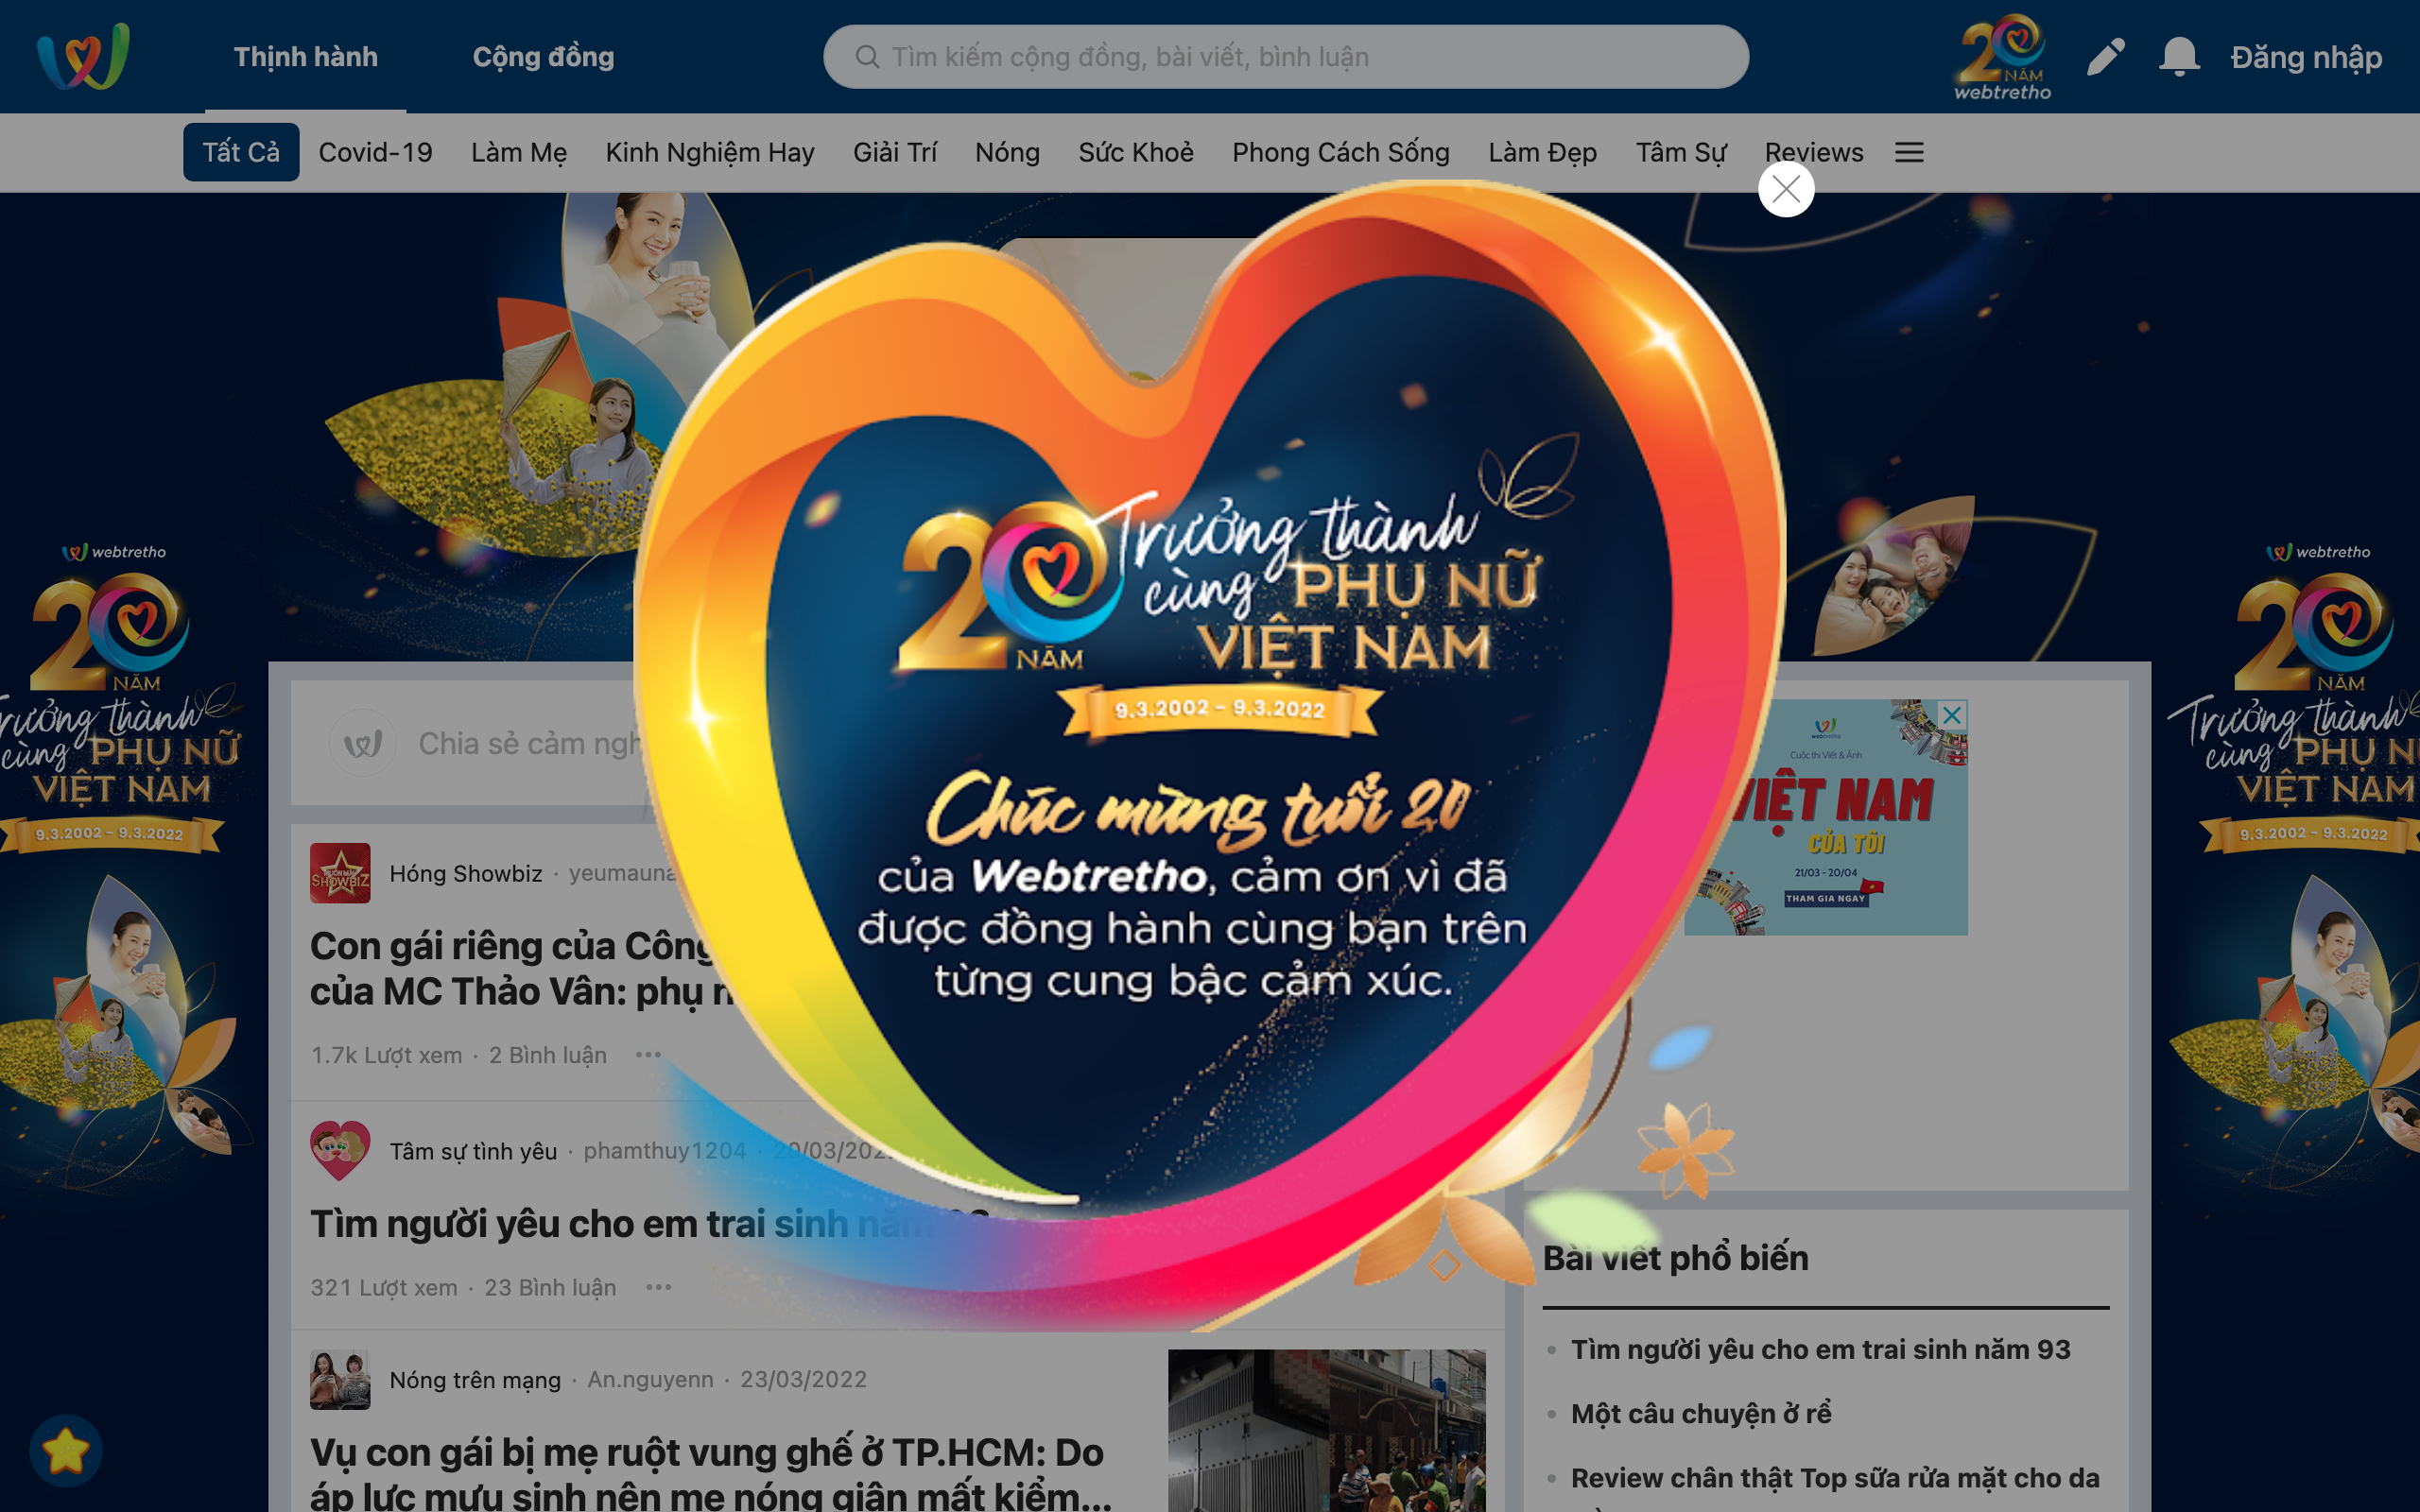 Thịnh hành
Cộng đồng
Tìm kiếm cộng đồng, bài viết, bình luận
20 NĂM
webtretho
Đăng nhập
Tất Cả
Covid-19
Làm Mẹ
Kinh Nghiệm Hay
Giải Trí
Nóng
Sức Khoẻ
Phong Cách Sống
Làm Đẹp
Tâm Sự
Reviews
20 NĂM
Trưởng thành
cùng PHỤ NỮ
VIỆT NAM
9.3.2002 - 9.3.2022
Chúc mừng tuổi 20
của Webtretho, cảm ơn vì đã
được đồng hành cùng bạn trên
từng cung bậc cảm xúc.
webtretho
20 NĂM
Trưởng thành
cùng PHỤ NỮ
VIỆT NAM
9.3.2002 - 9.3.2022
Chia sẻ cảm
Hóng Showbiz
SHOWBIZ
Con gái riêng của
của MC Thảo Vân: phụ
1.7k Lượt xem · 2 Bình luận
Tâm sự tình yêu · phamthuy1204
Tìm người yêu cho em trai sinh năm 93
321 Lượt xem · 23 Bình luận
Nóng trên mạng · An.nguyenn · 23/03/2022
Vụ con gái bị mẹ ruột vung ghế ở TP.HCM: Do
áp lực mưu sinh nên mẹ nóng giận mất kiểm...
webtretho
Cuộc thi Viết & Ảnh
VIỆT NAM
CỦA TÔI
21/03 - 20/04
THAM GIA NGAY
Bài viết phổ biến
Tìm người yêu cho em trai sinh năm 93
Một câu chuyện ở rể
Review chân thật Top sữa rửa mặt cho da
webtretho
20 NĂM
Trưởng thành
cùng PHỤ
VIỆT NAM
9.3.2002 - 9.3.2022